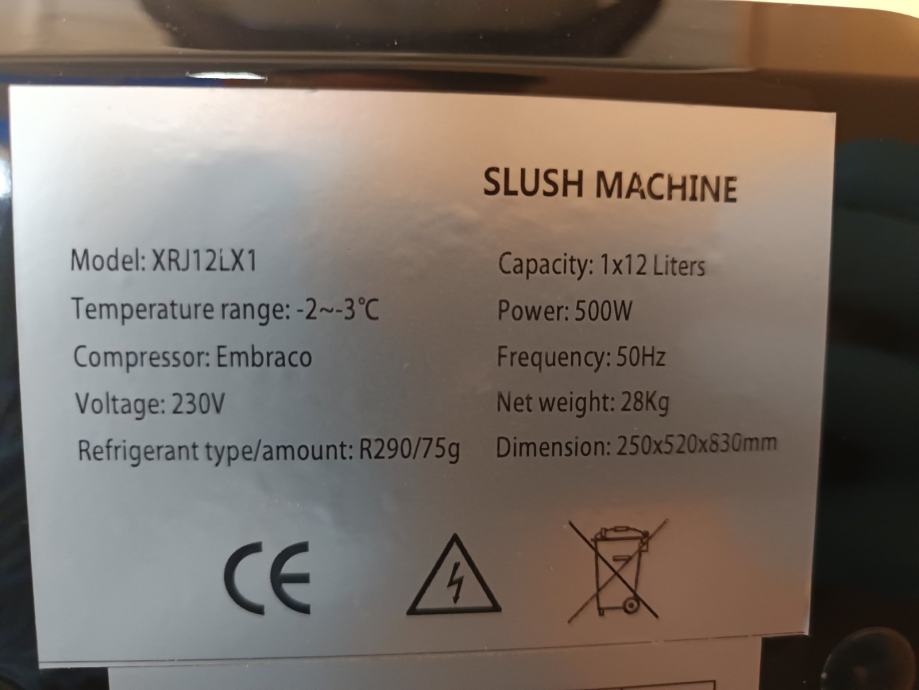 SLUSH MACHINE
Model: XRJ12LX1
Temperature range: -2~-3℃
Compressor: Embraco
Voltage: 230V
Refrigerant type/amount: R290/75g
Capacity: 1x12 Liters
Power: 500W
Frequency: 50Hz
Net weight: 28Kg
Dimension: 250x520x830mm
CE